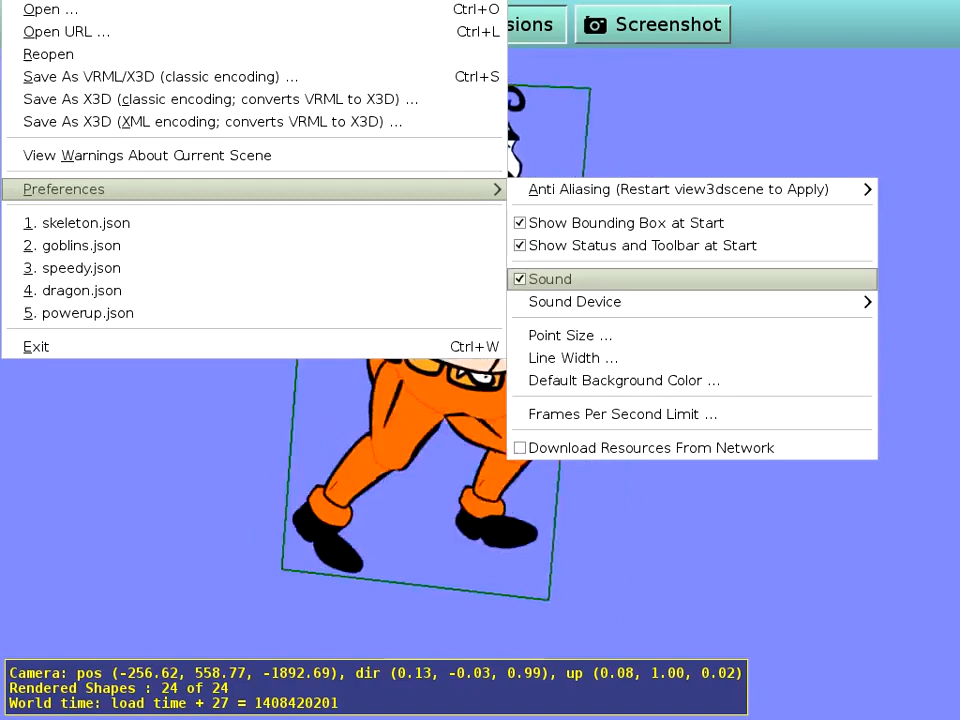 Open ... Ctrl+O
Open URL ... Ctrl+L
Reopen
Save As VRML/X3D (classic encoding) ... Ctrl+S
Save As X3D (classic encoding; converts VRML to X3D) ...
Save As X3D (XML encoding; converts VRML to X3D) ...
View Warnings About Current Scene
Preferences
1. skeleton.json
2. goblins.json
3. speedy.json
4. dragon.json
5. powerup.json
Exit Ctrl+W
Screenshot
Anti Aliasing (Restart view3dscene to Apply)
Show Bounding Box at Start
Show Status and Toolbar at Start
Sound
Sound Device
Point Size ...
Line Width ...
Default Background Color ...
Frames Per Second Limit ...
Download Resources From Network
Camera: pos (-256.62, 558.77, -1892.69), dir (0.13, -0.03, 0.99), up (0.08, 1.00, 0.02)
Rendered Shapes : 24 of 24
World time: load time + 27 = 1408420201